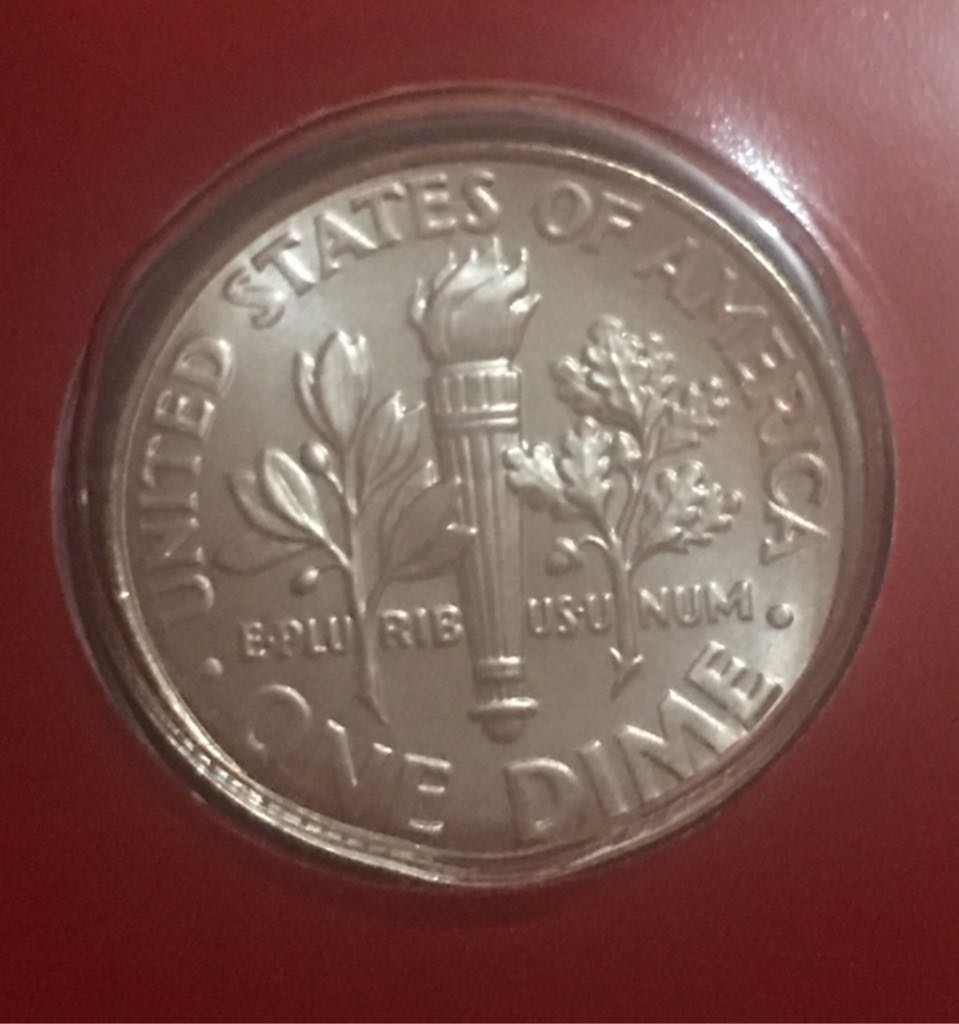 UNITED STATES OF AMERICA
E·PLURIBUS·UNUM
· ONE DIME ·